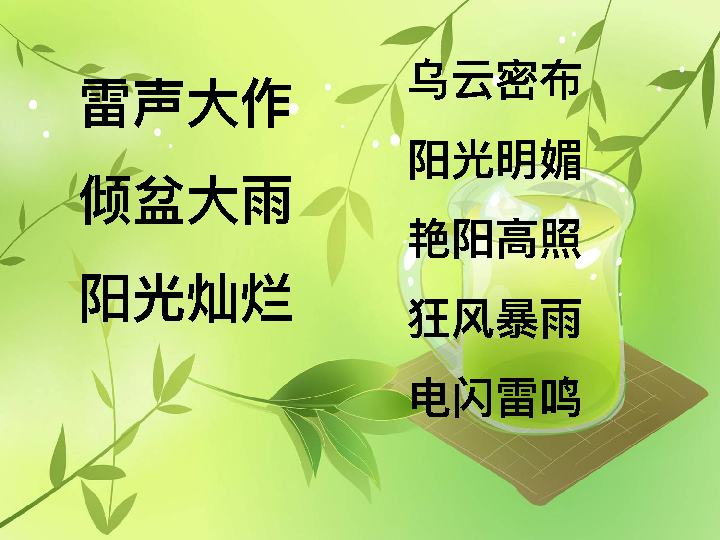 雷声大作
倾盆大雨
阳光灿烂
乌云密布
阳光明媚
艳阳高照
狂风暴雨
电闪雷鸣